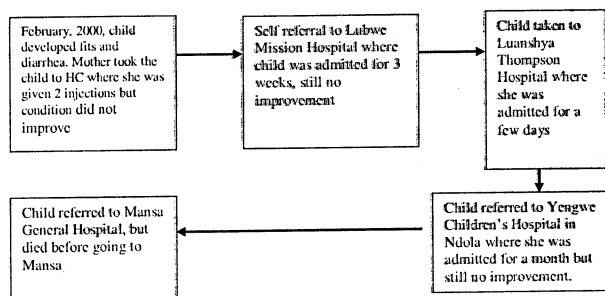 February, 2000, child
developed fits and
diarrhea. Mother took the
child to HC where she was
given 2 injections but
condition did not
improve
Self referral to Lubwe
Mission Hospital where
child was admitted for 3
weeks, still no
improvement
Child taken to
Luanshya
Thompson
Hospital where
she was
admitted for a
few days
Child referred to Yengwe
Children's Hospital in
Ndola where she was
admitted for a month but
still no improvement.
Child referred to Mansa
General Hospital, but
died before going to
Mansa